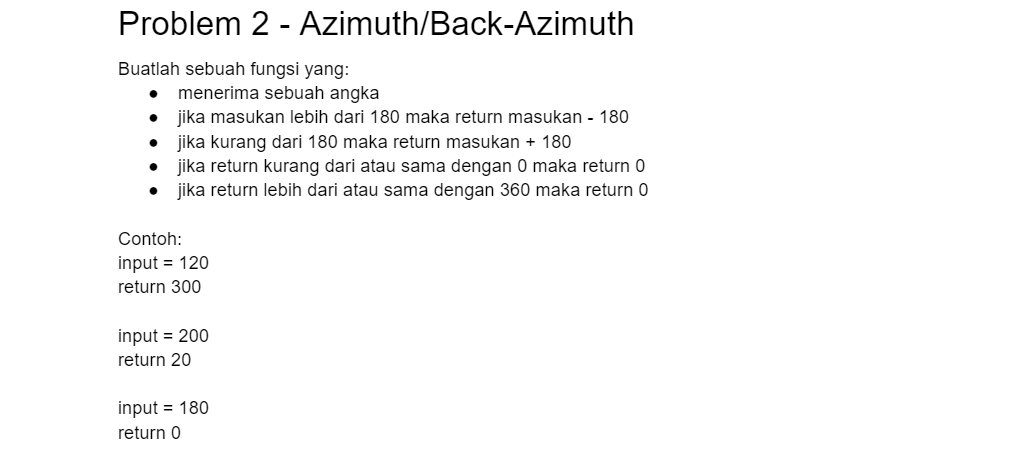 Problem 2 - Azimuth/Back-Azimuth
Buatlah sebuah fungsi yang:
● menerima sebuah angka
● jika masukan lebih dari 180 maka return masukan - 180
● jika kurang dari 180 maka return masukan + 180
● jika return kurang dari atau sama dengan 0 maka return 0
● jika return lebih dari atau sama dengan 360 maka return 0
Contoh:
input = 120
return 300
input = 200
return 20
input = 180
return 0